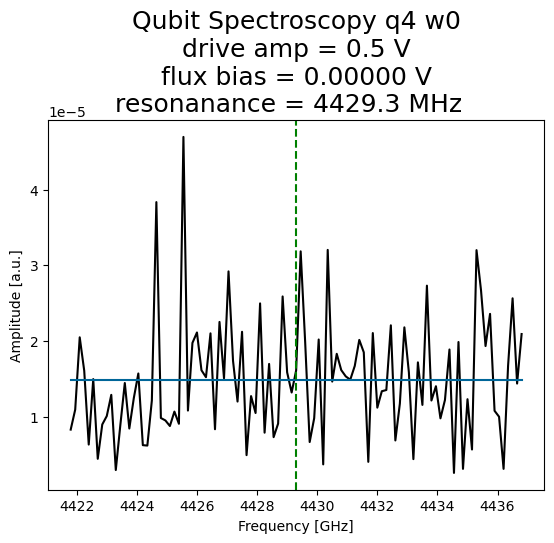 Qubit Spectroscopy q4 w0
drive amp = 0.5 V
flux bias = 0.00000 V
resonanance = 4429.3 MHz
1e−5
4
3
2
1
Amplitude [a.u.]
4422 4424 4426 4428 4430 4432 4434 4436
Frequency [GHz]